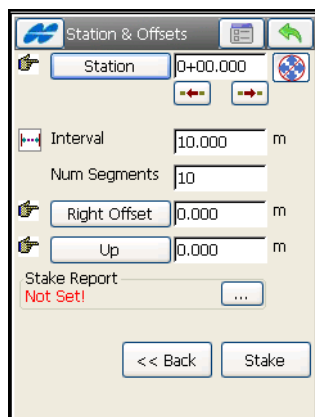 Station & Offsets
Station 0+00.000
Interval 10.000 m
Num Segments 10
Right Offset 0.000 m
Up 0.000 m
Stake Report
Not Set! ...
<< Back Stake